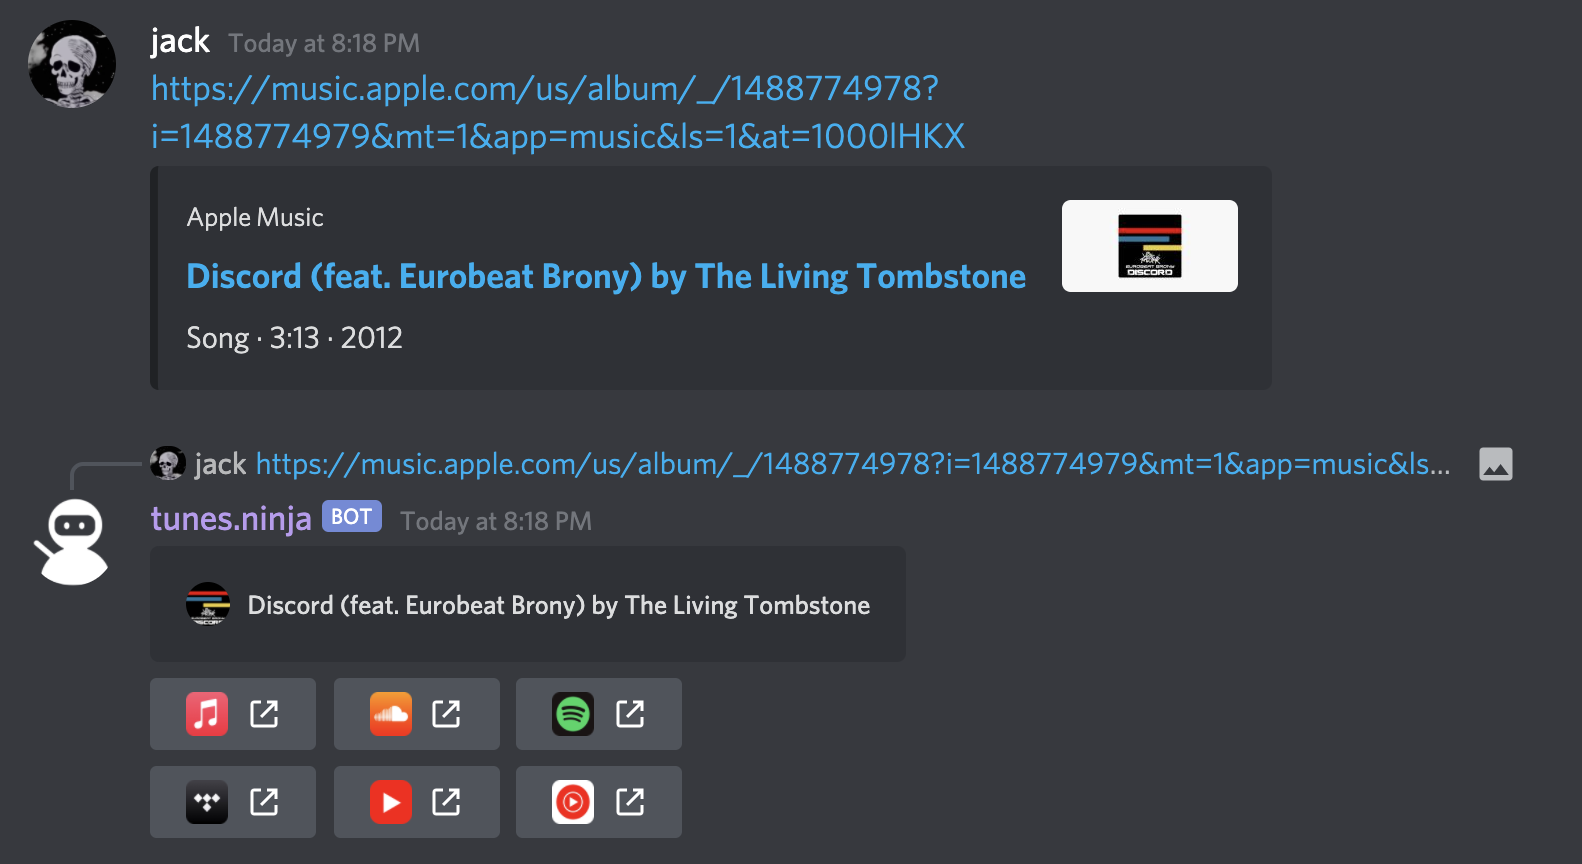 jack Today at 8:18 PM
https://music.apple.com/us/album/_/1488774978?
i=1488774979&mt=1&app=music&ls=1&at=1000lHKX
Apple Music
Discord (feat. Eurobeat Brony) by The Living Tombstone
EUROBEAT BRONY
DISCORD
Song · 3:13 · 2012
jack https://music.apple.com/us/album/_/1488774978?i=1488774979&mt=1&app=music&ls...
tunes.ninja BOT Today at 8:18 PM
Discord (feat. Eurobeat Brony) by The Living Tombstone